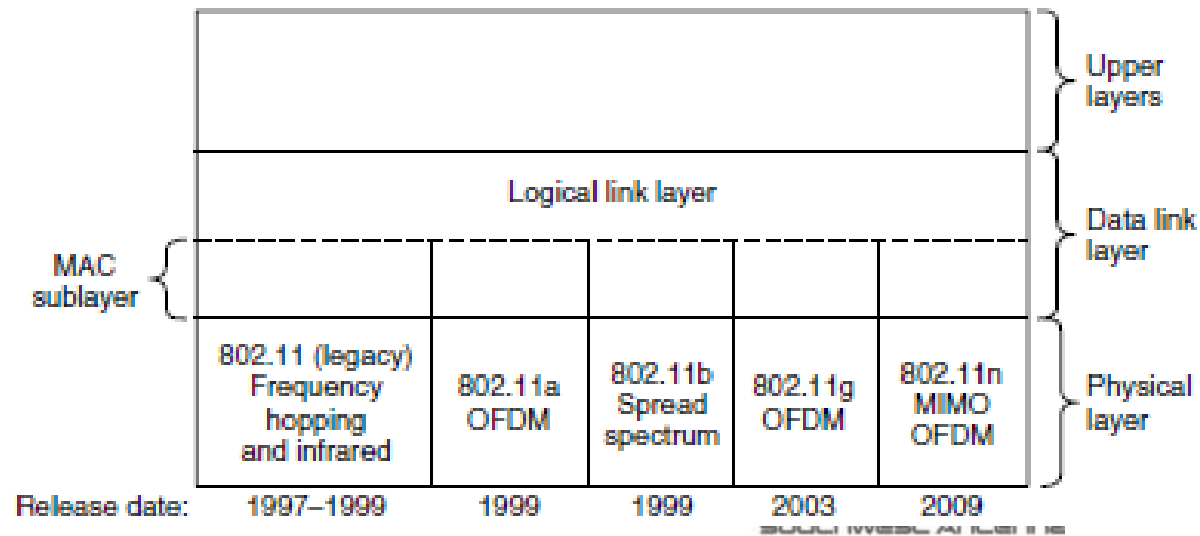 Upper
layers
Logical link layer
Data link
layer
MAC
sublayer
802.11 (legacy)
Frequency
hopping
and infrared
802.11a
OFDM
802.11b
Spread
spectrum
802.11g
OFDM
802.11n
MIMO
OFDM
Physical
layer
Release date: 1997–1999 1999 1999 2003 2009